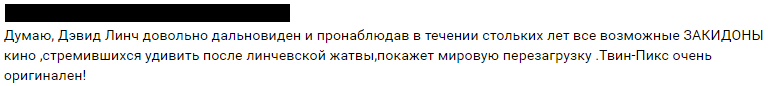 Думаю, Дэвид Линч довольно дальновиден и пронаблюдав в течении стольких лет все возможные ЗАКИДОНЫ
кино ,стремившихся удивить после линчевской жатвы,покажет мировую перезагрузку .Твин-Пикс очень
оригинален!